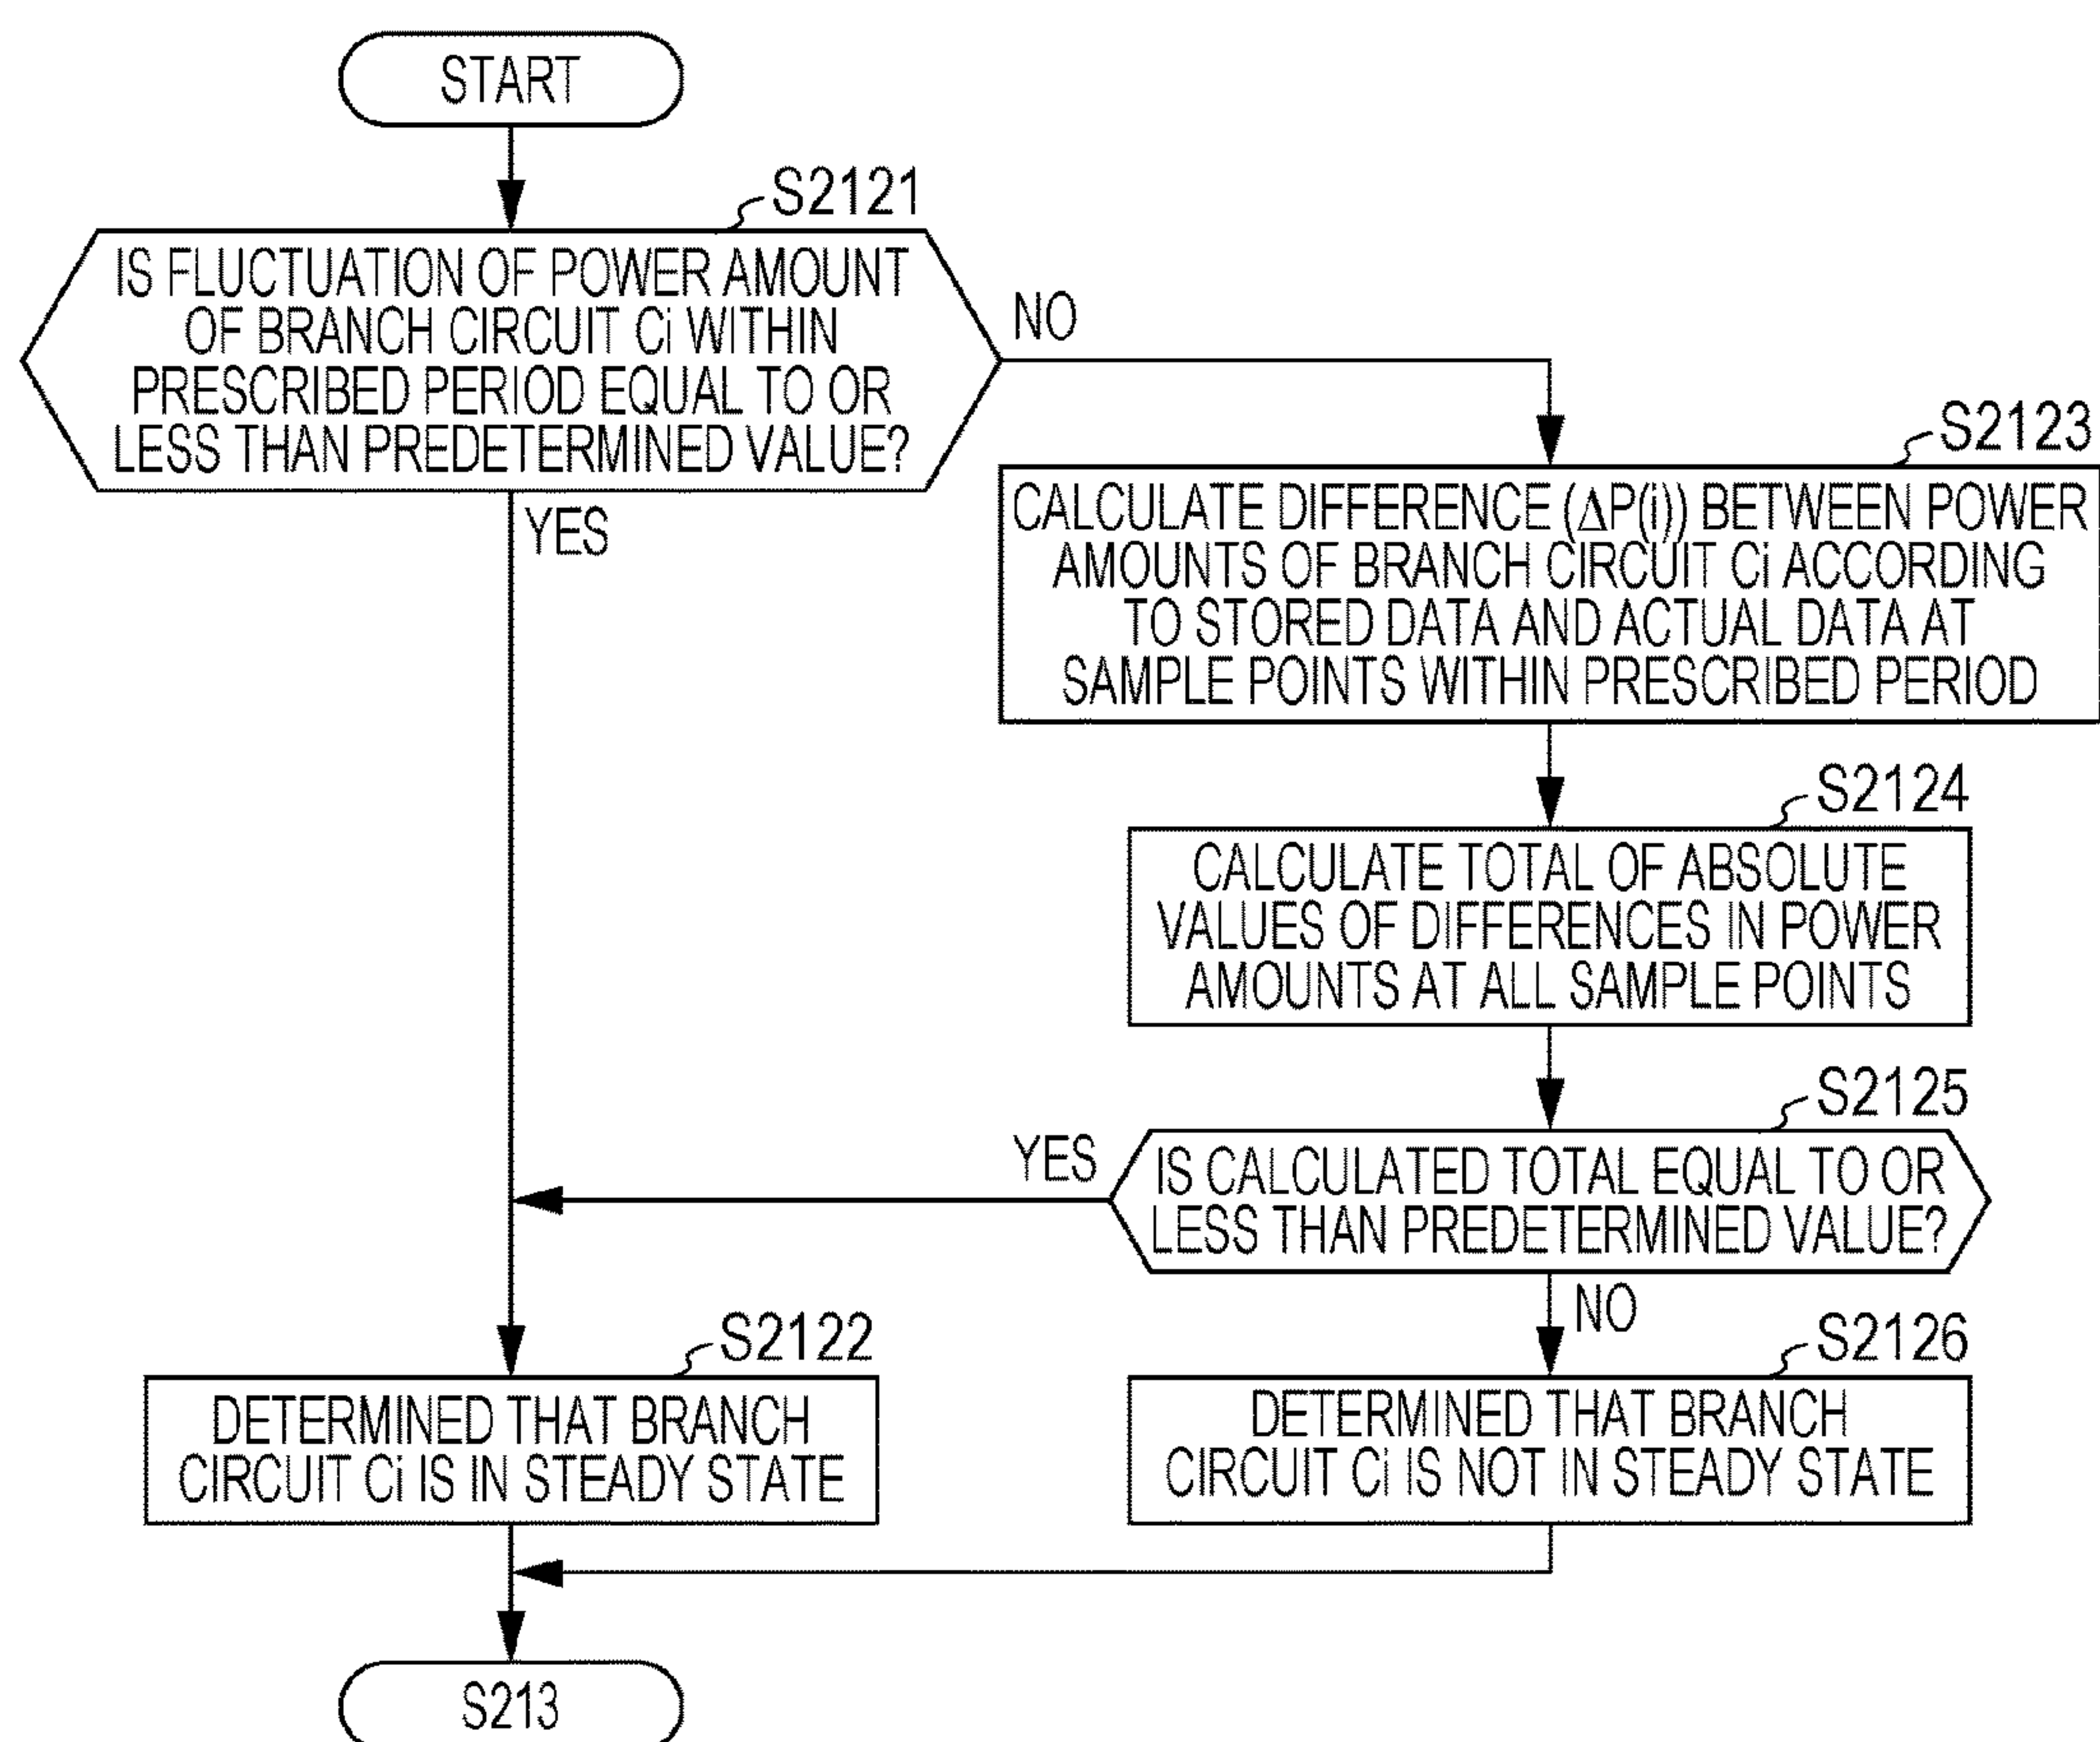 START
S2121
IS FLUCTUATION OF POWER AMOUNT
OF BRANCH CIRCUIT Ci WITHIN
PRESCRIBED PERIOD EQUAL TO OR
LESS THAN PREDETERMINED VALUE?
NO
YES
S2123
CALCULATE DIFFERENCE (ΔP(i)) BETWEEN POWER
AMOUNTS OF BRANCH CIRCUIT Ci ACCORDING
TO STORED DATA AND ACTUAL DATA AT
SAMPLE POINTS WITHIN PRESCRIBED PERIOD
S2124
CALCULATE TOTAL OF ABSOLUTE
VALUES OF DIFFERENCES IN POWER
AMOUNTS AT ALL SAMPLE POINTS
S2125
IS CALCULATED TOTAL EQUAL TO OR
LESS THAN PREDETERMINED VALUE?
YES
NO
S2122
DETERMINED THAT BRANCH
CIRCUIT Ci IS IN STEADY STATE
S2126
DETERMINED THAT BRANCH
CIRCUIT Ci IS NOT IN STEADY STATE
S213